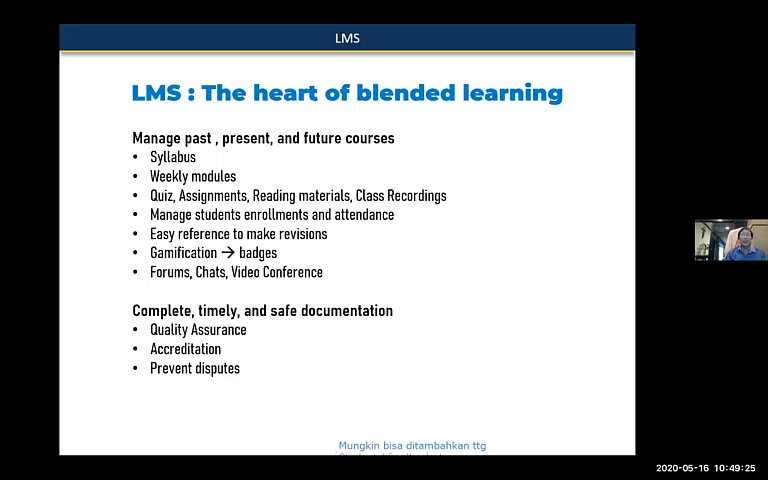 LMS
LMS : The heart of blended learning
Manage past , present, and future courses
• Syllabus
• Weekly modules
• Quiz, Assignments, Reading materials, Class Recordings
• Manage students enrollments and attendance
• Easy reference to make revisions
• Gamification → badges
• Forums, Chats, Video Conference
Complete, timely, and safe documentation
• Quality Assurance
• Accreditation
• Prevent disputes
Mungkin bisa ditambahkan ttg
2020-05-16 10:49:25